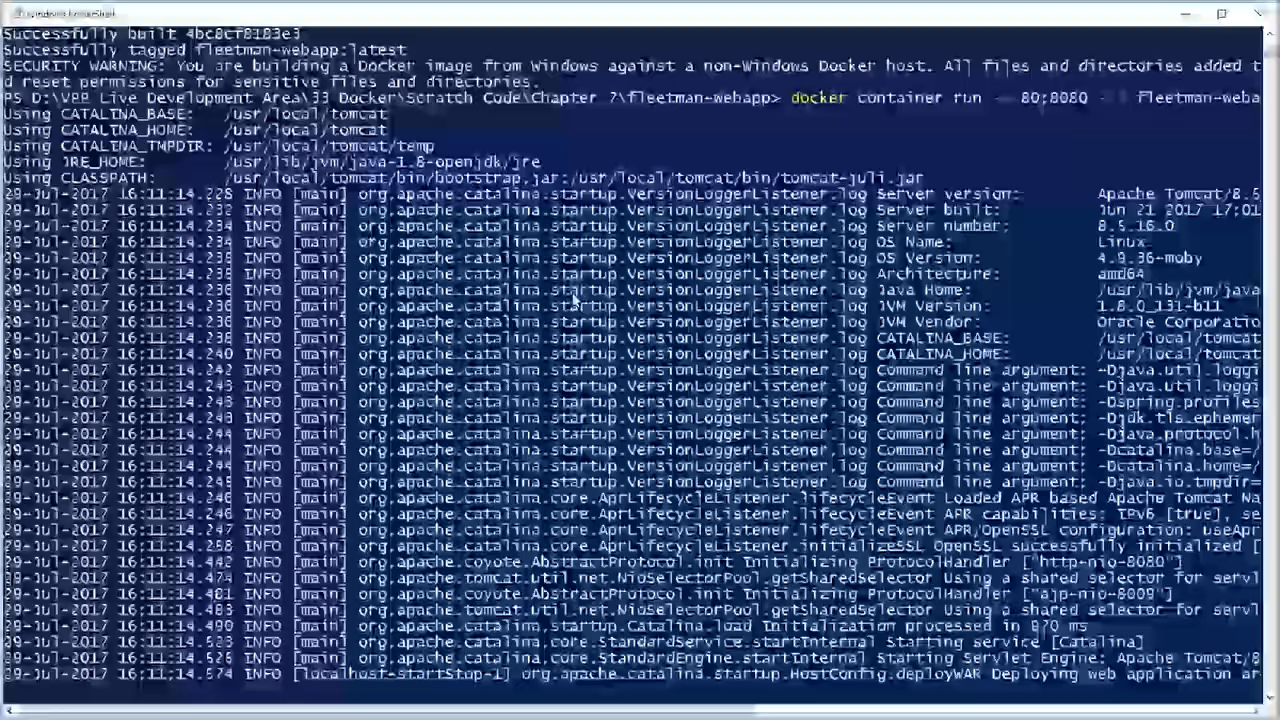 Successfully built 4bc8cf8183e3
Successfully tagged fleetman-webapp:latest
SECURITY WARNING: You are building a Docker image from Windows against a non-Windows Docker host. All files and directories added t
d reset permissions for sensitive files and directories.
PS D:\VPP Live Development Area\33 Docker\Scratch Code\Chapter 7\fleetman-webapp> docker container run 80:8080 fleetman-weba
Using CATALINA_BASE: /usr/local/tomcat
Using CATALINA_HOME: /usr/local/tomcat
Using CATALINA_TMPDIR: /usr/local/tomcat/temp
Using JRE_HOME: /usr/lib/jvm/java-1.8-openjdk/jre
Using CLASSPATH: /usr/local/tomcat/bin/bootstrap.jar:/usr/local/tomcat/bin/tomcat-juli.jar
29-Jul-2017 16:11:14.228 INFO [main] org.apache.catalina.startup.VersionLoggerListener.log Server version: Apache Tomcat/8.5
29-Jul-2017 16:11:14.232 INFO [main] org.apache.catalina.startup.VersionLoggerListener.log Server built: Jun 21 2017 17:01
29-Jul-2017 16:11:14.234 INFO [main] org.apache.catalina.startup.VersionLoggerListener.log Server number: 8.5.16.0
29-Jul-2017 16:11:14.234 INFO [main] org.apache.catalina.startup.VersionLoggerListener.log OS Name: Linux
29-Jul-2017 16:11:14.235 INFO [main] org.apache.catalina.startup.VersionLoggerListener.log OS Version: 4.9.36-moby
29-Jul-2017 16:11:14.235 INFO [main] org.apache.catalina.startup.VersionLoggerListener.log Architecture: amd64
29-Jul-2017 16:11:14.236 INFO [main] org.apache.catalina.startup.VersionLoggerListener.log Java Home: /usr/lib/jvm/java
29-Jul-2017 16:11:14.236 INFO [main] org.apache.catalina.startup.VersionLoggerListener.log JVM Version: 1.8.0_131-b11
29-Jul-2017 16:11:14.238 INFO [main] org.apache.catalina.startup.VersionLoggerListener.log JVM Vendor: Oracle Corporatio
29-Jul-2017 16:11:14.238 INFO [main] org.apache.catalina.startup.VersionLoggerListener.log CATALINA_BASE: /usr/local/tomcat
29-Jul-2017 16:11:14.240 INFO [main] org.apache.catalina.startup.VersionLoggerListener.log CATALINA_HOME: /usr/local/tomcat
29-Jul-2017 16:11:14.242 INFO [main] org.apache.catalina.startup.VersionLoggerListener.log Command line argument: -Djava.util.loggi
29-Jul-2017 16:11:14.243 INFO [main] org.apache.catalina.startup.VersionLoggerListener.log Command line argument: -Djava.util.loggi
29-Jul-2017 16:11:14.243 INFO [main] org.apache.catalina.startup.VersionLoggerListener.log Command line argument: -Dspring.profiles
29-Jul-2017 16:11:14.243 INFO [main] org.apache.catalina.startup.VersionLoggerListener.log Command line argument: -Djdk.tls.ephemer
29-Jul-2017 16:11:14.244 INFO [main] org.apache.catalina.startup.VersionLoggerListener.log Command line argument: -Djava.protocol.h
29-Jul-2017 16:11:14.244 INFO [main] org.apache.catalina.startup.VersionLoggerListener.log Command line argument: -Dcatalina.base=/
29-Jul-2017 16:11:14.244 INFO [main] org.apache.catalina.startup.VersionLoggerListener.log Command line argument: -Dcatalina.home=/
29-Jul-2017 16:11:14.245 INFO [main] org.apache.catalina.startup.VersionLoggerListener.log Command line argument: -Djava.io.tmpdir=
29-Jul-2017 16:11:14.246 INFO [main] org.apache.catalina.core.AprLifecycleListener.lifecycleEvent Loaded APR based Apache Tomcat Na
29-Jul-2017 16:11:14.246 INFO [main] org.apache.catalina.core.AprLifecycleListener.lifecycleEvent APR capabilities: IPv6 [true], se
29-Jul-2017 16:11:14.247 INFO [main] org.apache.catalina.core.AprLifecycleListener.lifecycleEvent APR/OpenSSL configuration: useApr
29-Jul-2017 16:11:14.258 INFO [main] org.apache.catalina.core.AprLifecycleListener.initializeSSL OpenSSL successfully initialized [
29-Jul-2017 16:11:14.442 INFO [main] org.apache.coyote.AbstractProtocol.init Initializing ProtocolHandler ["http-nio-8080"]
29-Jul-2017 16:11:14.474 INFO [main] org.apache.tomcat.util.net.NioSelectorPool.getSharedSelector Using a shared selector for servl
29-Jul-2017 16:11:14.481 INFO [main] org.apache.coyote.AbstractProtocol.init Initializing ProtocolHandler ["ajp-nio-8009"]
29-Jul-2017 16:11:14.483 INFO [main] org.apache.tomcat.util.net.NioSelectorPool.getSharedSelector Using a shared selector for servl
29-Jul-2017 16:11:14.490 INFO [main] org.apache.catalina.startup.Catalina.load Initialization processed in 870 ms
29-Jul-2017 16:11:14.523 INFO [main] org.apache.catalina.core.StandardService.startInternal Starting service [Catalina]
29-Jul-2017 16:11:14.526 INFO [main] org.apache.catalina.core.StandardEngine.startInternal Starting Servlet Engine: Apache Tomcat/8
29-Jul-2017 16:11:14.574 INFO [localhost-startStop-1] org.apache.catalina.startup.HostConfig.deployWAR Deploying web application ar